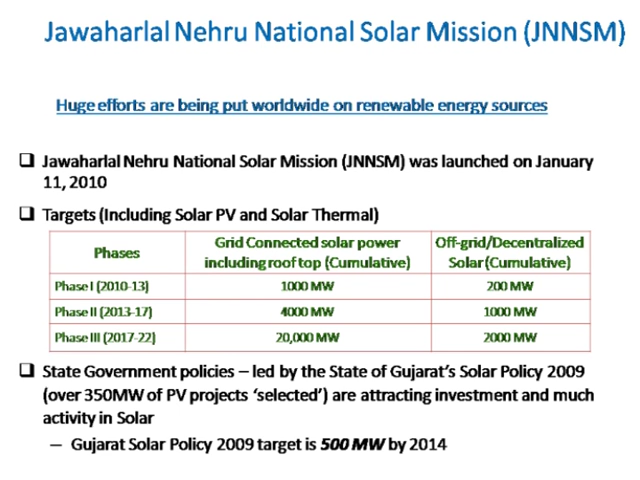 Jawaharlal Nehru National Solar Mission (JNNSM)
Huge efforts are being put worldwide on renewable energy sources
Jawaharlal Nehru National Solar Mission (JNNSM) was launched on January
11, 2010
Targets (Including Solar PV and Solar Thermal)
Phases
Grid Connected solar power
including roof top (Cumulative)
Off-grid/Decentralized
Solar (Cumulative)
Phase I (2010-13) 1000 MW 200 MW
Phase II (2013-17) 4000 MW 1000 MW
Phase III (2017-22) 20,000 MW 2000 MW
State Government policies – led by the State of Gujarat's Solar Policy 2009
(over 350MW of PV projects 'selected') are attracting investment and much
activity in Solar
– Gujarat Solar Policy 2009 target is 500 MW by 2014